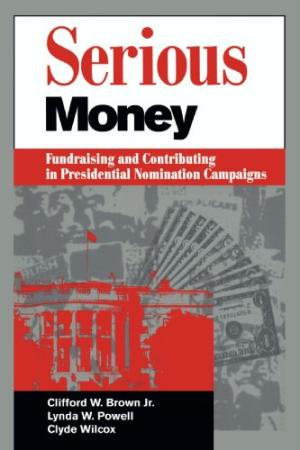 Serious
Money
Fundraising and Contributing
in Presidential Nomination Campaigns
Clifford W. Brown Jr.
Lynda W. Powell
Clyde Wilcox